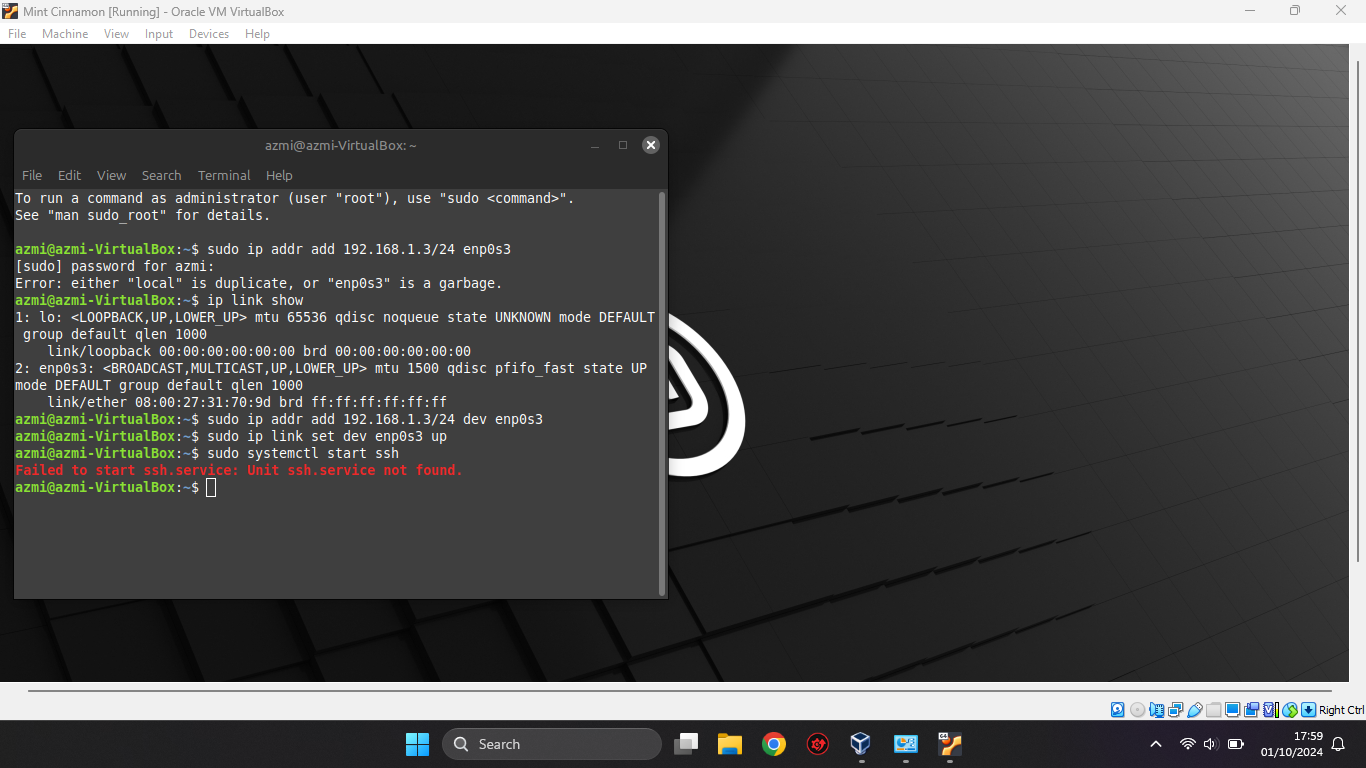 Mint Cinnamon [Running] - Oracle VM VirtualBox
File Machine View Input Devices Help
azmi@azmi-VirtualBox: ~
File Edit View Search Terminal Help
To run a command as administrator (user "root"), use "sudo <command>".
See "man sudo_root" for details.
azmi@azmi-VirtualBox:~$ sudo ip addr add 192.168.1.3/24 enp0s3
[sudo] password for azmi:
Error: either "local" is duplicate, or "enp0s3" is a garbage.
azmi@azmi-VirtualBox:~$ ip link show
1: lo: <LOOPBACK,UP,LOWER_UP> mtu 65536 qdisc noqueue state UNKNOWN mode DEFAULT
group default qlen 1000
link/loopback 00:00:00:00:00:00 brd 00:00:00:00:00:00
2: enp0s3: <BROADCAST,MULTICAST,UP,LOWER_UP> mtu 1500 qdisc pfifo_fast state UP
mode DEFAULT group default qlen 1000
link/ether 08:00:27:31:70:9d brd ff:ff:ff:ff:ff:ff
azmi@azmi-VirtualBox:~$ sudo ip addr add 192.168.1.3/24 dev enp0s3
azmi@azmi-VirtualBox:~$ sudo ip link set dev enp0s3 up
azmi@azmi-VirtualBox:~$ sudo systemctl start ssh
Failed to start ssh.service: Unit ssh.service not found.
azmi@azmi-VirtualBox:~$
Right Ctrl
Search
17:59
01/10/2024